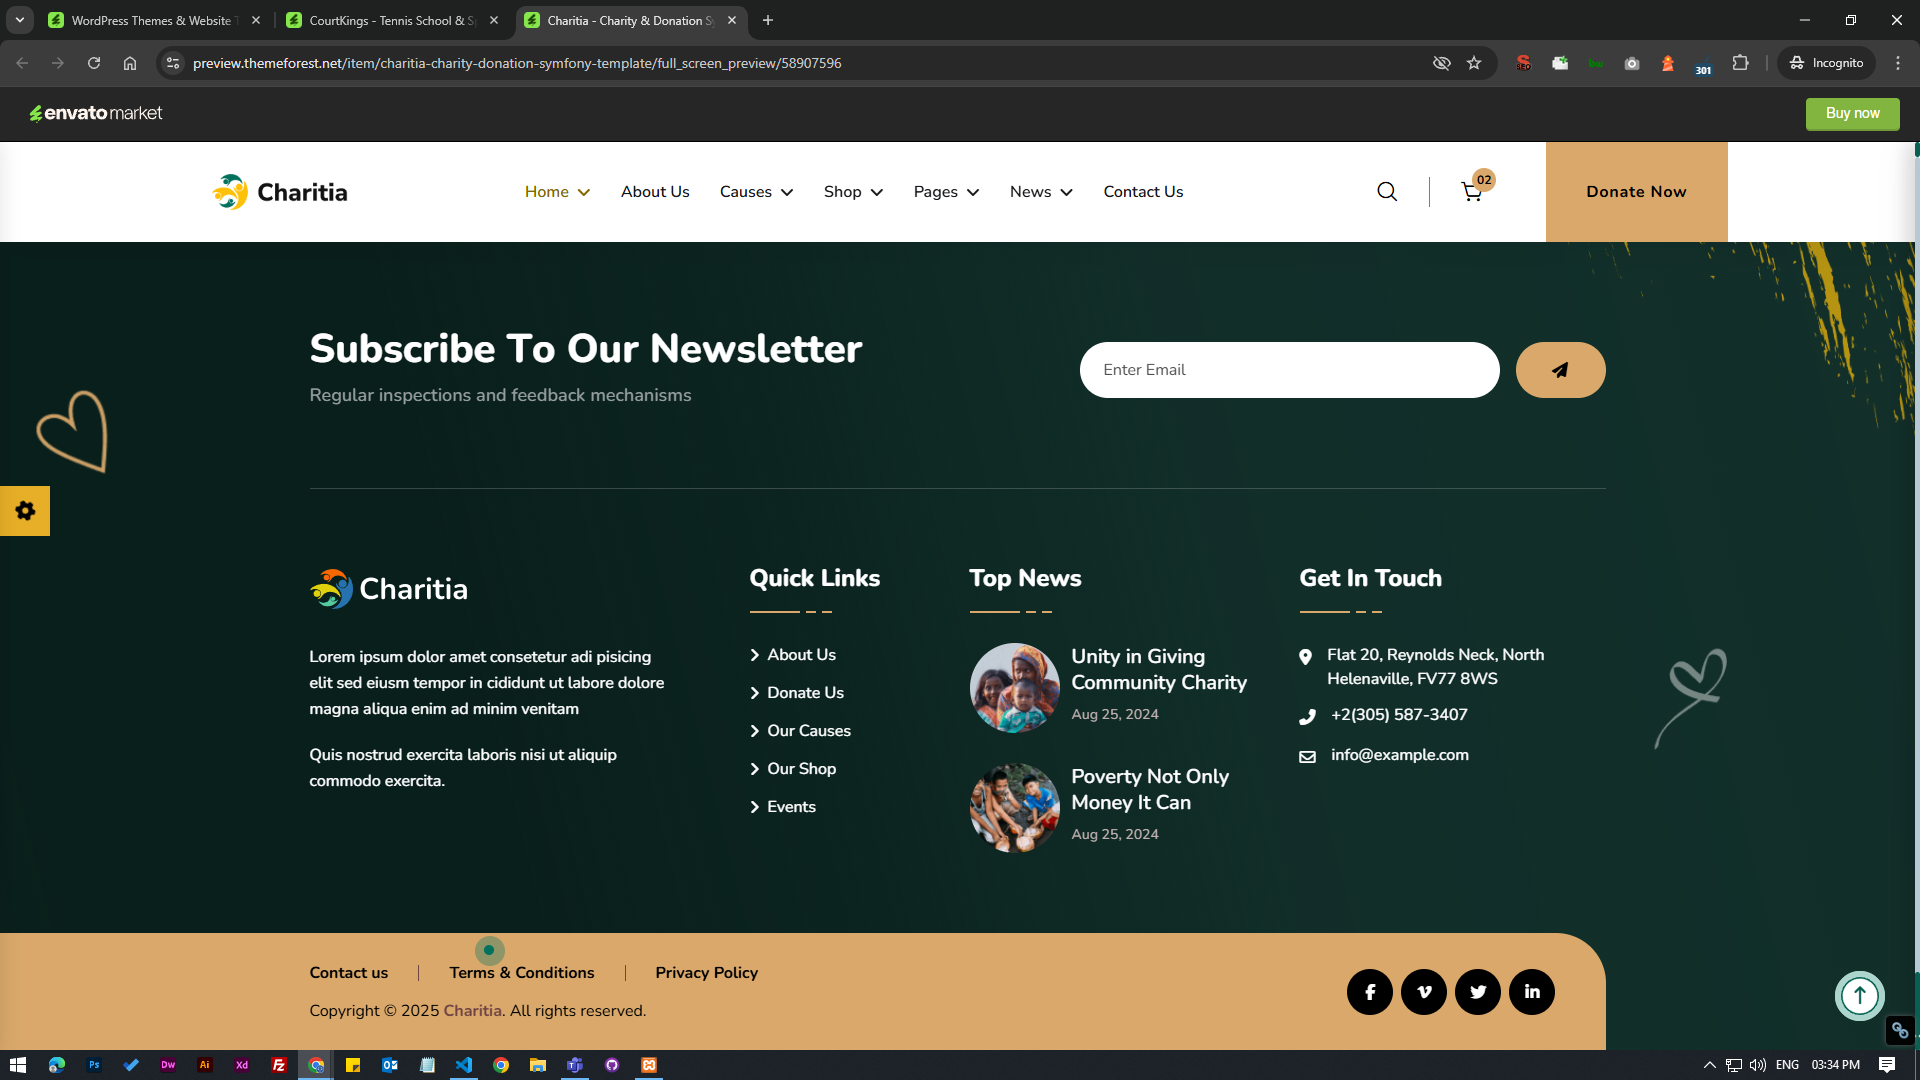 WordPress Themes & Website T
CourtKings - Tennis School & S
Charitia - Charity & Donation Sy
preview.themeforest.net/item/charitia-charity-donation-symfony-template/full_screen_preview/58907596
301
Incognito
envato market
Buy now
Charitia
Home
About Us
Causes
Shop
Pages
News
Contact Us
02
Donate Now
Subscribe To Our Newsletter
Regular inspections and feedback mechanisms
Enter Email
Charitia
Lorem ipsum dolor amet consetetur adi pisicing
elit sed eiusm tempor in cididunt ut labore dolore
magna aliqua enim ad minim venitam
Quis nostrud exercita laboris nisi ut aliquip
commodo exercita.
Quick Links
About Us
Donate Us
Our Causes
Our Shop
Events
Top News
Unity in Giving
Community Charity
Aug 25, 2024
Poverty Not Only
Money It Can
Aug 25, 2024
Get In Touch
Flat 20, Reynolds Neck, North
Helenaville, FV77 8WS
+2(305) 587-3407
info@example.com
Contact us
Terms & Conditions
Privacy Policy
Copyright © 2025 Charitia. All rights reserved.
Ps
Dw
Ai
Xd
Fz
ENG
03:34 PM